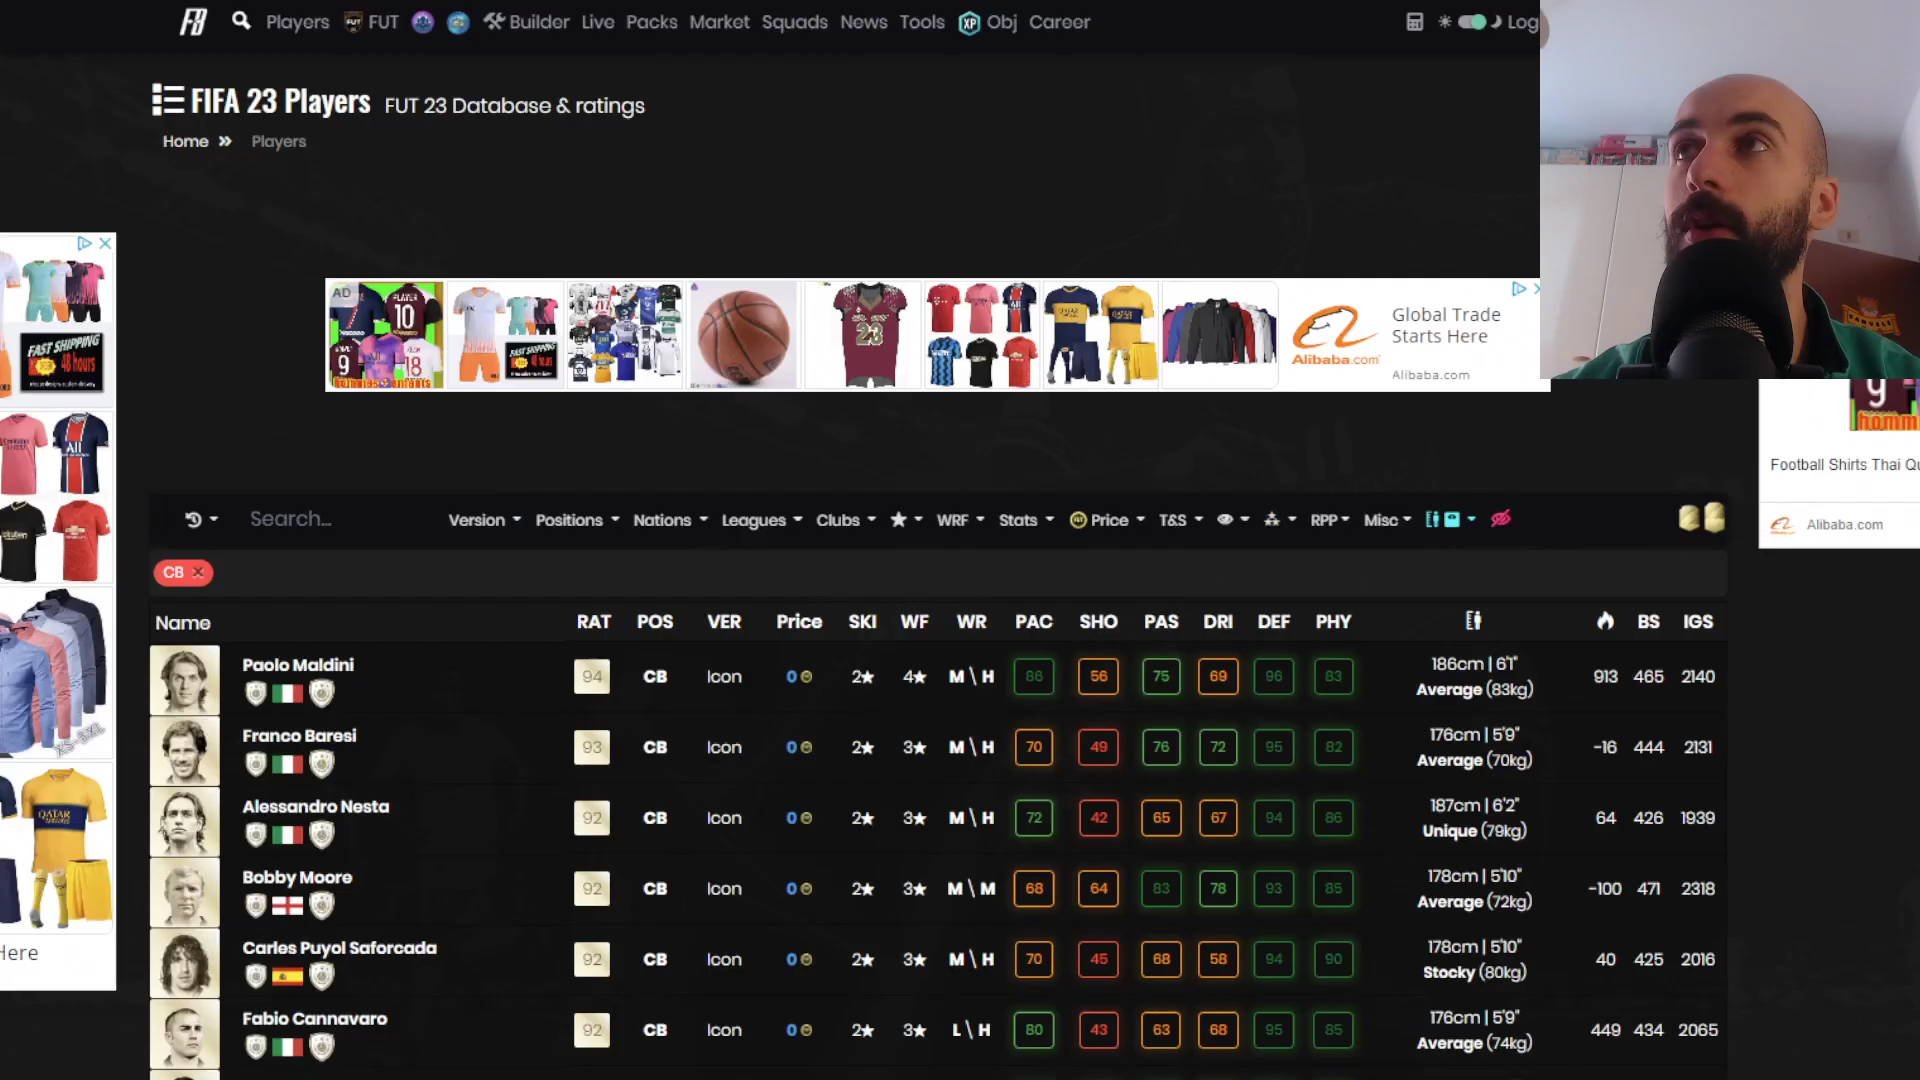 Players FUT Builder Live Packs Market Squads News Tools XP Obj Career Log
FIFA 23 Players FUT 23 Database & ratings
Home » Players
AD
FAST SHIPPING
48 hours
Global Trade
Starts Here
Alibaba.com
Alibaba.com
Football Shirts Thai Qu
Alibaba.com
Here
Search... Version Positions Nations Leagues Clubs WRF Stats Price T&S RPP Misc
CB ×
Name RAT POS VER Price SKI WF WR PAC SHO PAS DRI DEF PHY BS IGS
Paolo Maldini 94 CB Icon 0 2★ 4★ M \ H 86 56 75 69 96 83 186cm | 6'1" Average (83kg) 913 465 2140
Franco Baresi 93 CB Icon 0 2★ 3★ M \ H 70 49 76 72 95 82 176cm | 5'9" Average (70kg) -16 444 2131
Alessandro Nesta 92 CB Icon 0 2★ 3★ M \ H 72 42 65 67 94 86 187cm | 6'2" Unique (79kg) 64 426 1939
Bobby Moore 92 CB Icon 0 2★ 3★ M \ M 68 64 83 78 93 85 178cm | 5'10" Average (72kg) -100 471 2318
Carles Puyol Saforcada 92 CB Icon 0 2★ 3★ M \ H 70 45 68 58 94 90 178cm | 5'10" Stocky (80kg) 40 425 2016
Fabio Cannavaro 92 CB Icon 0 2★ 3★ L \ H 80 43 63 68 95 85 176cm | 5'9" Average (74kg) 449 434 2065